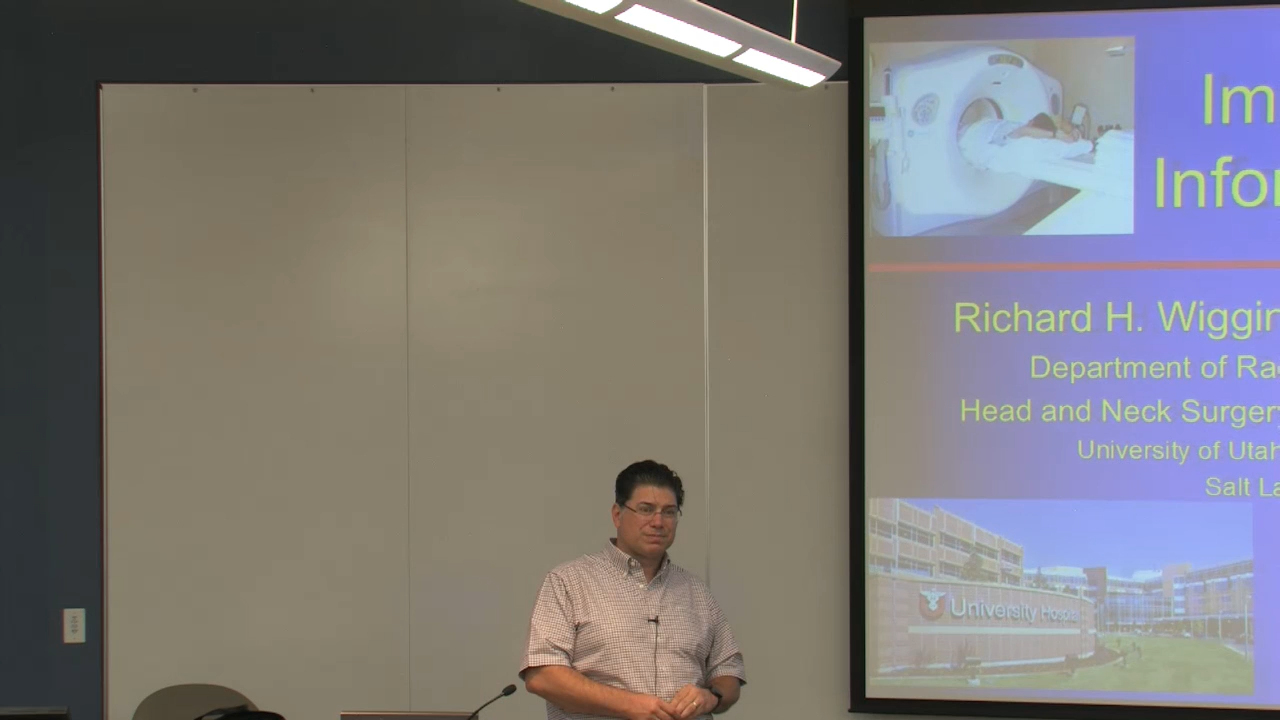 Im
Infor
Richard H. Wiggin
Department of Ra
Head and Neck Surgery,
University of Utah
Salt La
University Hospital